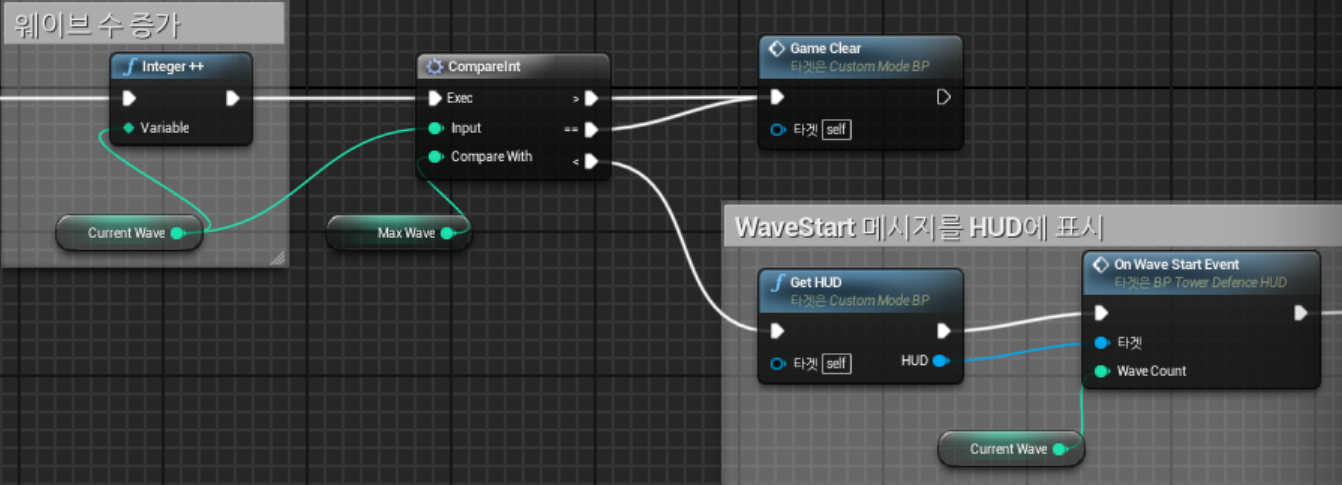 웨이브 수 증가
Integer ++
Variable
Current Wave
CompareInt
Exec
>
Input
==
Compare With
<
Max Wave
Game Clear
타겟은 Custom Mode BP
타겟 self
WaveStart 메시지를 HUD에 표시
Get HUD
타겟은 Custom Mode BP
타겟 self
HUD
On Wave Start Event
타겟은 BP Tower Defence HUD
타겟
Wave Count
Current Wave